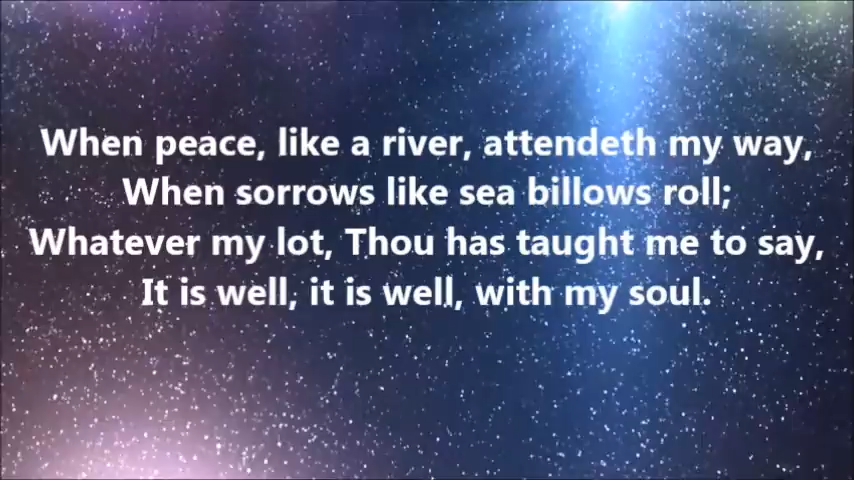 When peace, like a river, attendeth my way,
When sorrows like sea billows roll;
Whatever my lot, Thou has taught me to say,
It is well, it is well, with my soul.